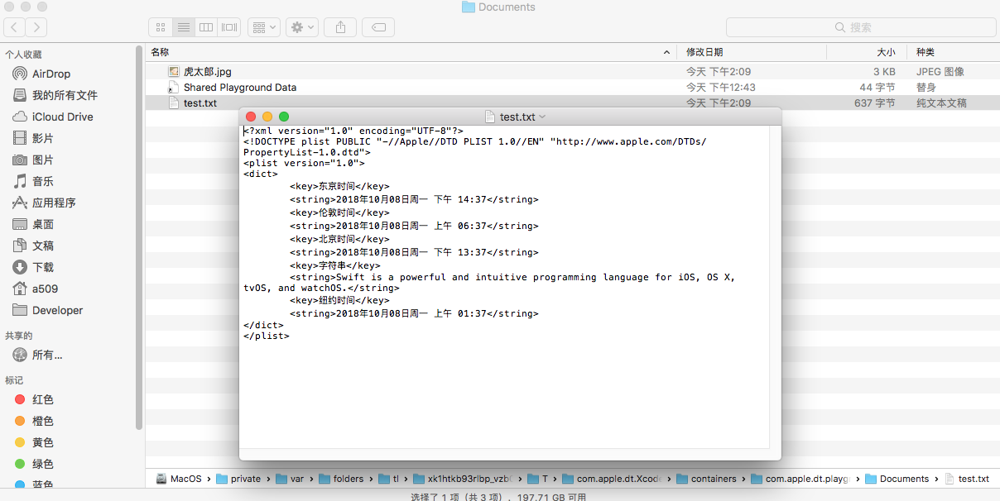 Documents
搜索
个人收藏
AirDrop
我的所有文件
iCloud Drive
影片
图片
音乐
应用程序
桌面
文稿
下载
a509
Developer
共享的
所有...
标记
红色
橙色
黄色
绿色
蓝色
名称 修改日期 大小 种类
虎太郎.jpg 今天 下午2:09 3 KB JPEG 图像
Shared Playground Data 今天 下午12:43 44 字节 替身
test.txt 今天 下午2:09 637 字节 纯文本文稿
test.txt
<?xml version="1.0" encoding="UTF-8"?>
<!DOCTYPE plist PUBLIC "-//Apple//DTD PLIST 1.0//EN" "http://www.apple.com/DTDs/
PropertyList-1.0.dtd">
<plist version="1.0">
<dict>
<key>东京时间</key>
<string>2018年10月08日周一 下午 14:37</string>
<key>伦敦时间</key>
<string>2018年10月08日周一 上午 06:37</string>
<key>北京时间</key>
<string>2018年10月08日周一 下午 13:37</string>
<key>字符串</key>
<string>Swift is a powerful and intuitive programming language for iOS, OS X,
tvOS, and watchOS.</string>
<key>纽约时间</key>
<string>2018年10月08日周一 上午 01:37</string>
</dict>
</plist>
MacOS › private › var › folders › tl › › T › com.apple.dt.Xcode › containers › com.apple.dt.playg › Documents › test.txt
选择了 1 项（共 3 项），197.71 GB 可用